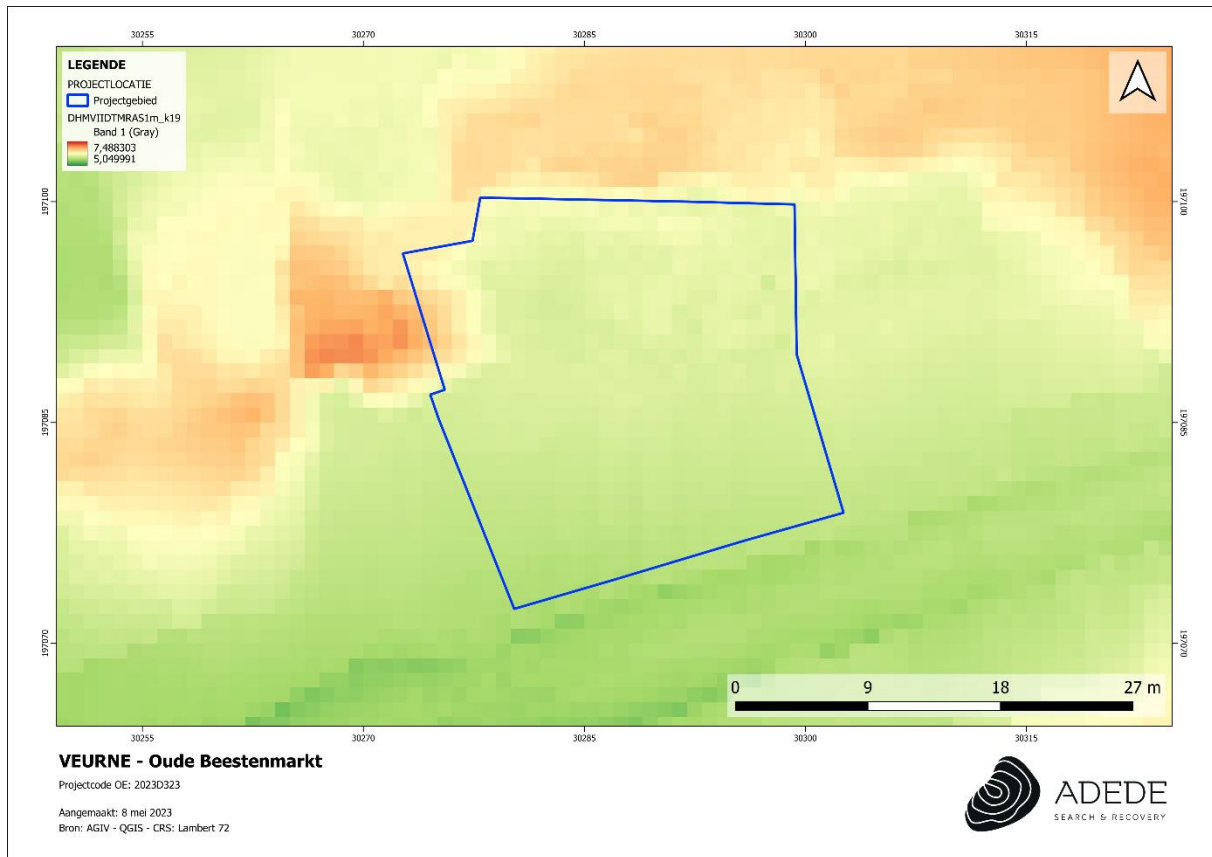 30255 30270 30285 30300 30315
LEGENDE
PROJECTLOCATIE
Projectgebied
DHMVIIDTMRAS1m_k19
Band 1 (Gray)
7,488303
5,049991
197100 197100
197085 197085
197070 197070
0 9 18 27 m
30255 30270 30285 30300 30315
VEURNE - Oude Beestenmarkt
Projectcode OE: 2023D323
Aangemaakt: 8 mei 2023
Bron: AGIV - QGIS - CRS: Lambert 72
ADEDE
SEARCH & RECOVERY